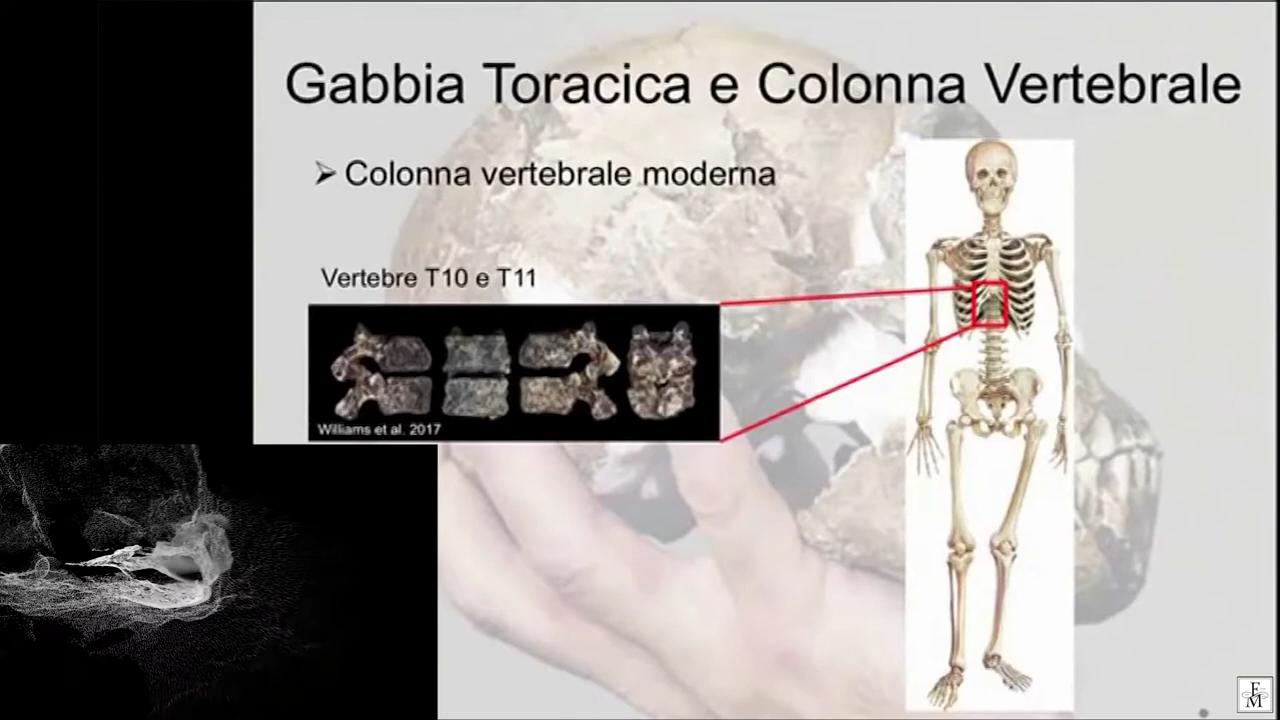 Gabbia Toracica e Colonna Vertebrale
➢ Colonna vertebrale moderna
Vertebre T10 e T11
Williams et al. 2017
F
M